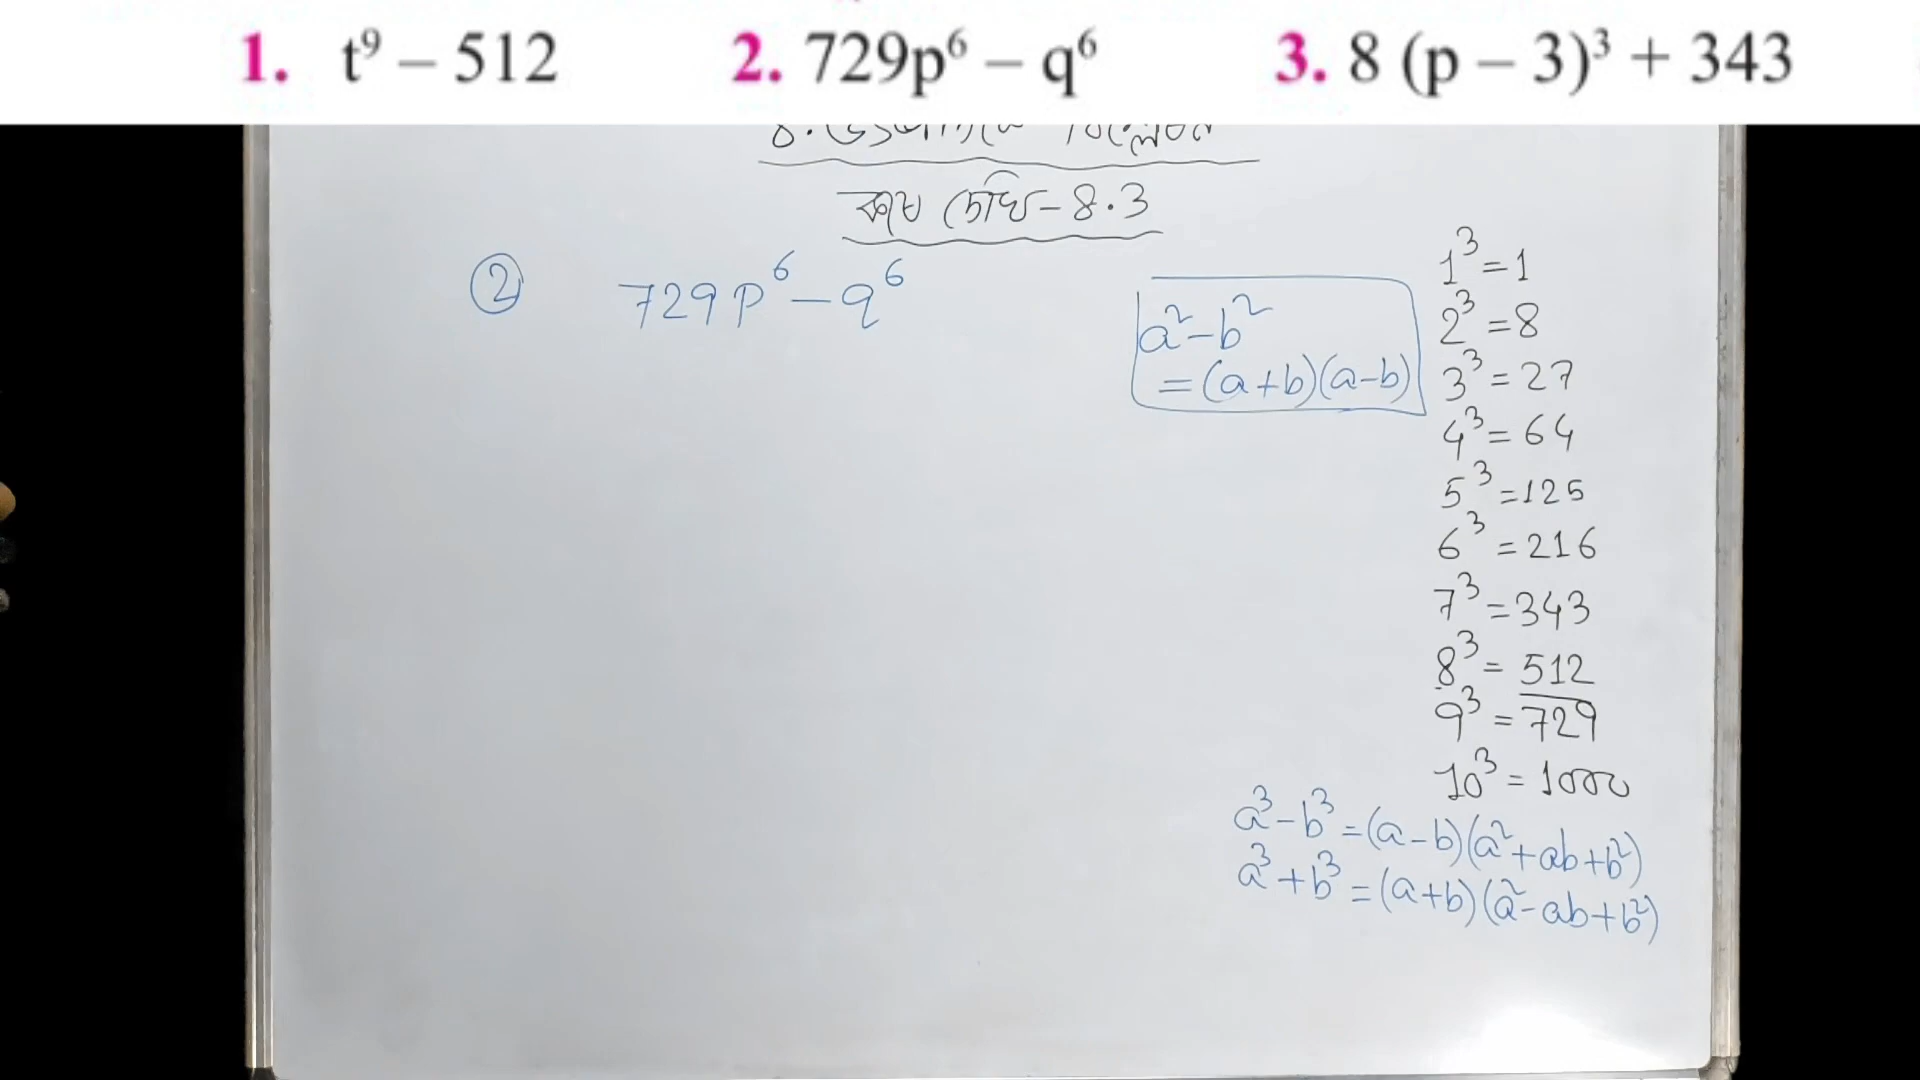 1. t⁹ – 512 2. 729p⁶ – q⁶ 3. 8 (p – 3)³ + 343
কষে দেখি – 8.3
② 729p⁶ – q⁶
a² – b²
= (a+b)(a–b)
1³ = 1
2³ = 8
3³ = 27
4³ = 64
5³ = 125
6³ = 216
7³ = 343
8³ = 512
9³ = 729
10³ = 1000
a³ – b³ = (a–b)(a²+ab+b²)
a³ + b³ = (a+b)(a²–ab+b²)